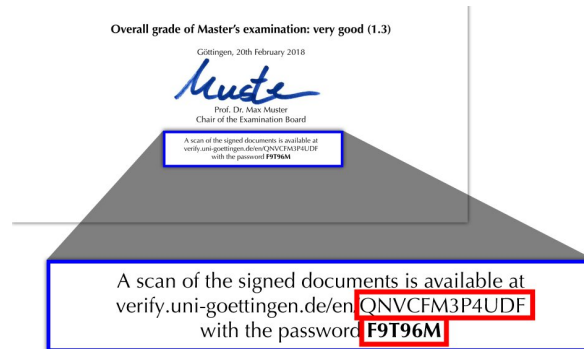 Overall grade of Master's examination: very good (1.3)
Göttingen, 20th February 2018
Muster
Prof. Dr. Max Muster
Chair of the Examination Board
A scan of the signed documents is available at
verify.uni-goettingen.de/en/QNVCFM3P4UDF
with the password F9T96M
A scan of the signed documents is available at
verify.uni-goettingen.de/en/QNVCFM3P4UDF
with the password F9T96M